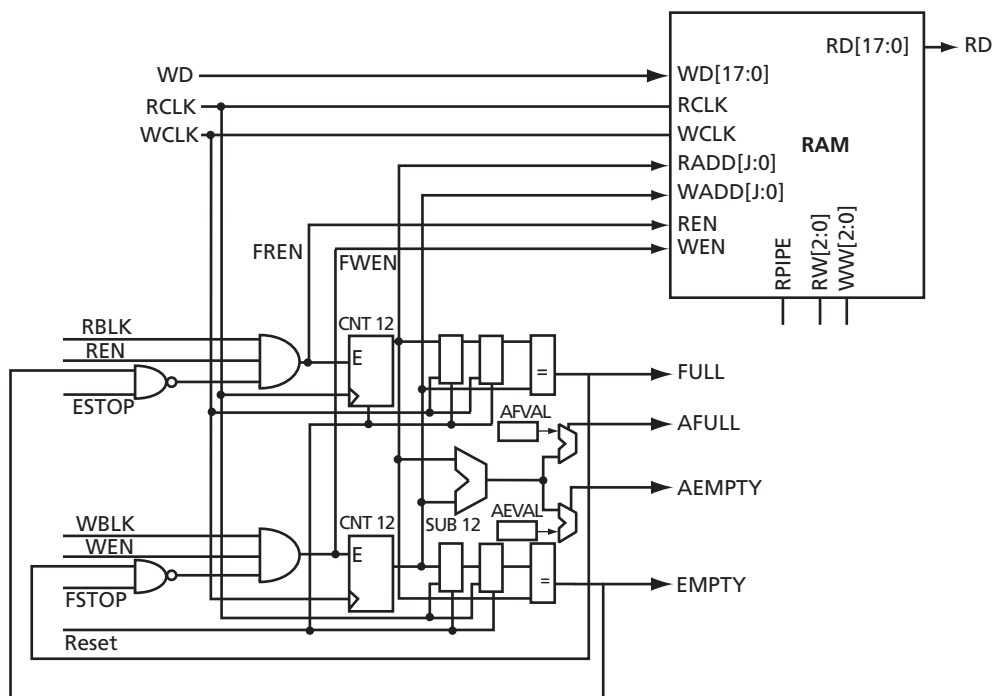 RD[17:0]
RD
WD
WD[17:0]
RCLK
RCLK
WCLK
WCLK
RAM
RADD[J:0]
WADD[J:0]
FREN
REN
FWEN
WEN
RPIPE
RW[2:0]
WW[2:0]
RBLK
CNT 12
REN
E
=
FULL
ESTOP
AFVAL
AFULL
AEMPTY
WBLK
CNT 12
SUB 12
AEVAL
WEN
E
=
EMPTY
FSTOP
Reset